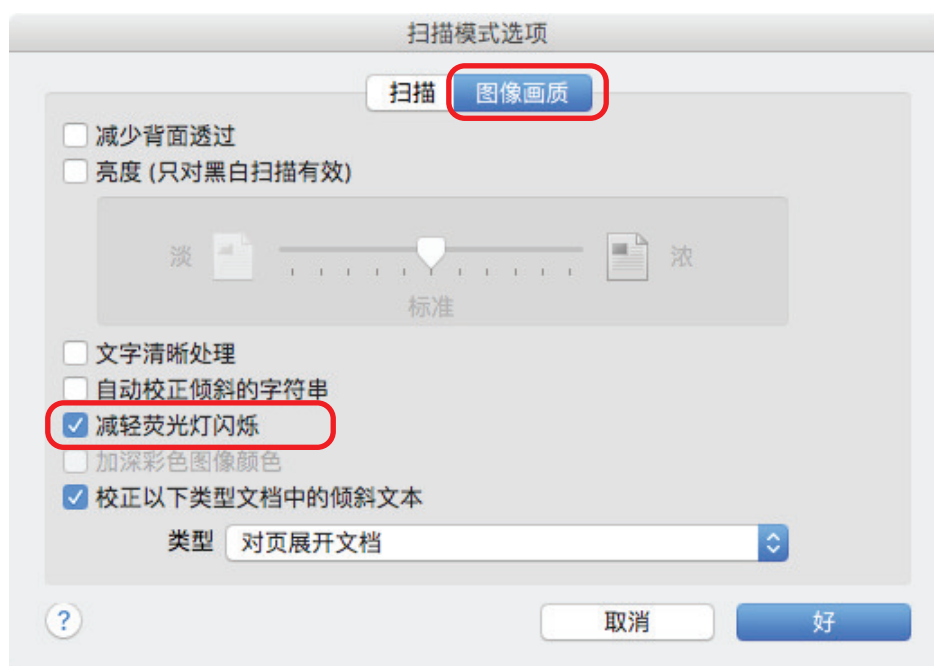 扫描模式选项
扫描 图像画质
减少背面透过
亮度 (只对黑白扫描有效)
淡 浓
标准
文字清晰处理
自动校正倾斜的字符串
减轻荧光灯闪烁
加深彩色图像颜色
校正以下类型文档中的倾斜文本
类型 对页展开文档
? 取消 好